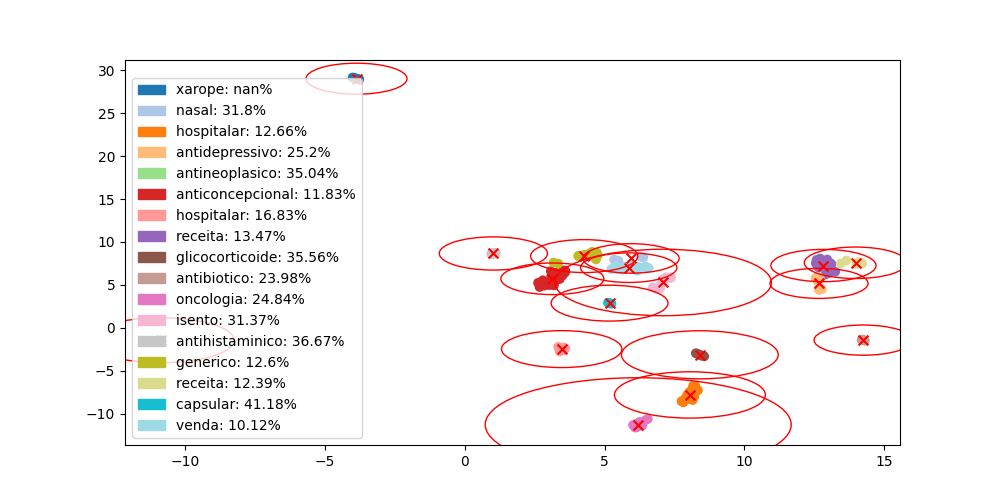 30
25
20
15
10
5
0
−5
−10
xarope: nan%
nasal: 31.8%
hospitalar: 12.66%
antidepressivo: 25.2%
antineoplasico: 35.04%
anticoncepcional: 11.83%
hospitalar: 16.83%
receita: 13.47%
glicocorticoide: 35.56%
antibiotico: 23.98%
oncologia: 24.84%
isento: 31.37%
antihistaminico: 36.67%
generico: 12.6%
receita: 12.39%
capsular: 41.18%
venda: 10.12%
−10 −5 0 5 10 15